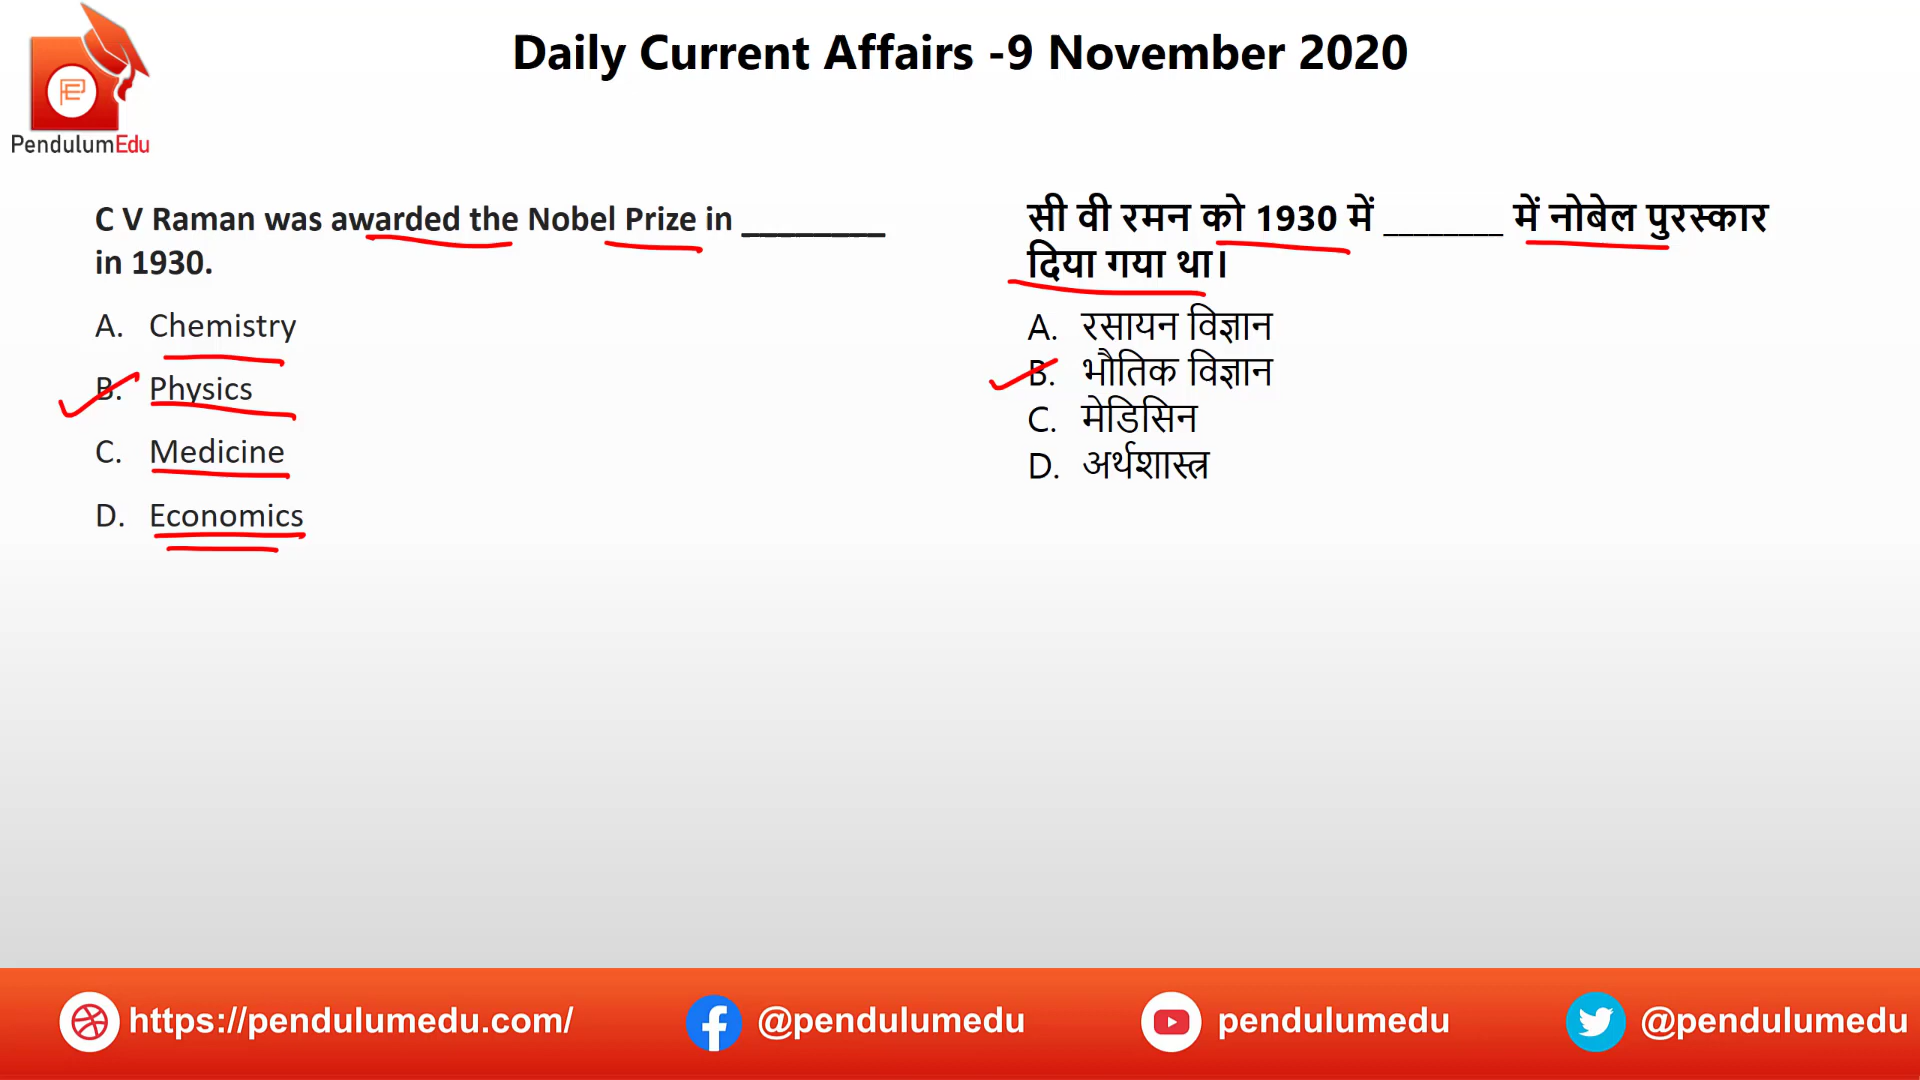 Daily Current Affairs -9 November 2020
PendulumEdu
C V Raman was awarded the Nobel Prize in ________
in 1930.
A. Chemistry
B. Physics
C. Medicine
D. Economics
सी वी रमन को 1930 में ________ में नोबेल पुरस्कार
दिया गया था।
A. रसायन विज्ञान
B. भौतिक विज्ञान
C. मेडिसिन
D. अर्थशास्त्र
https://pendulumedu.com/
@pendulumedu
pendulumedu
@pendulumedu